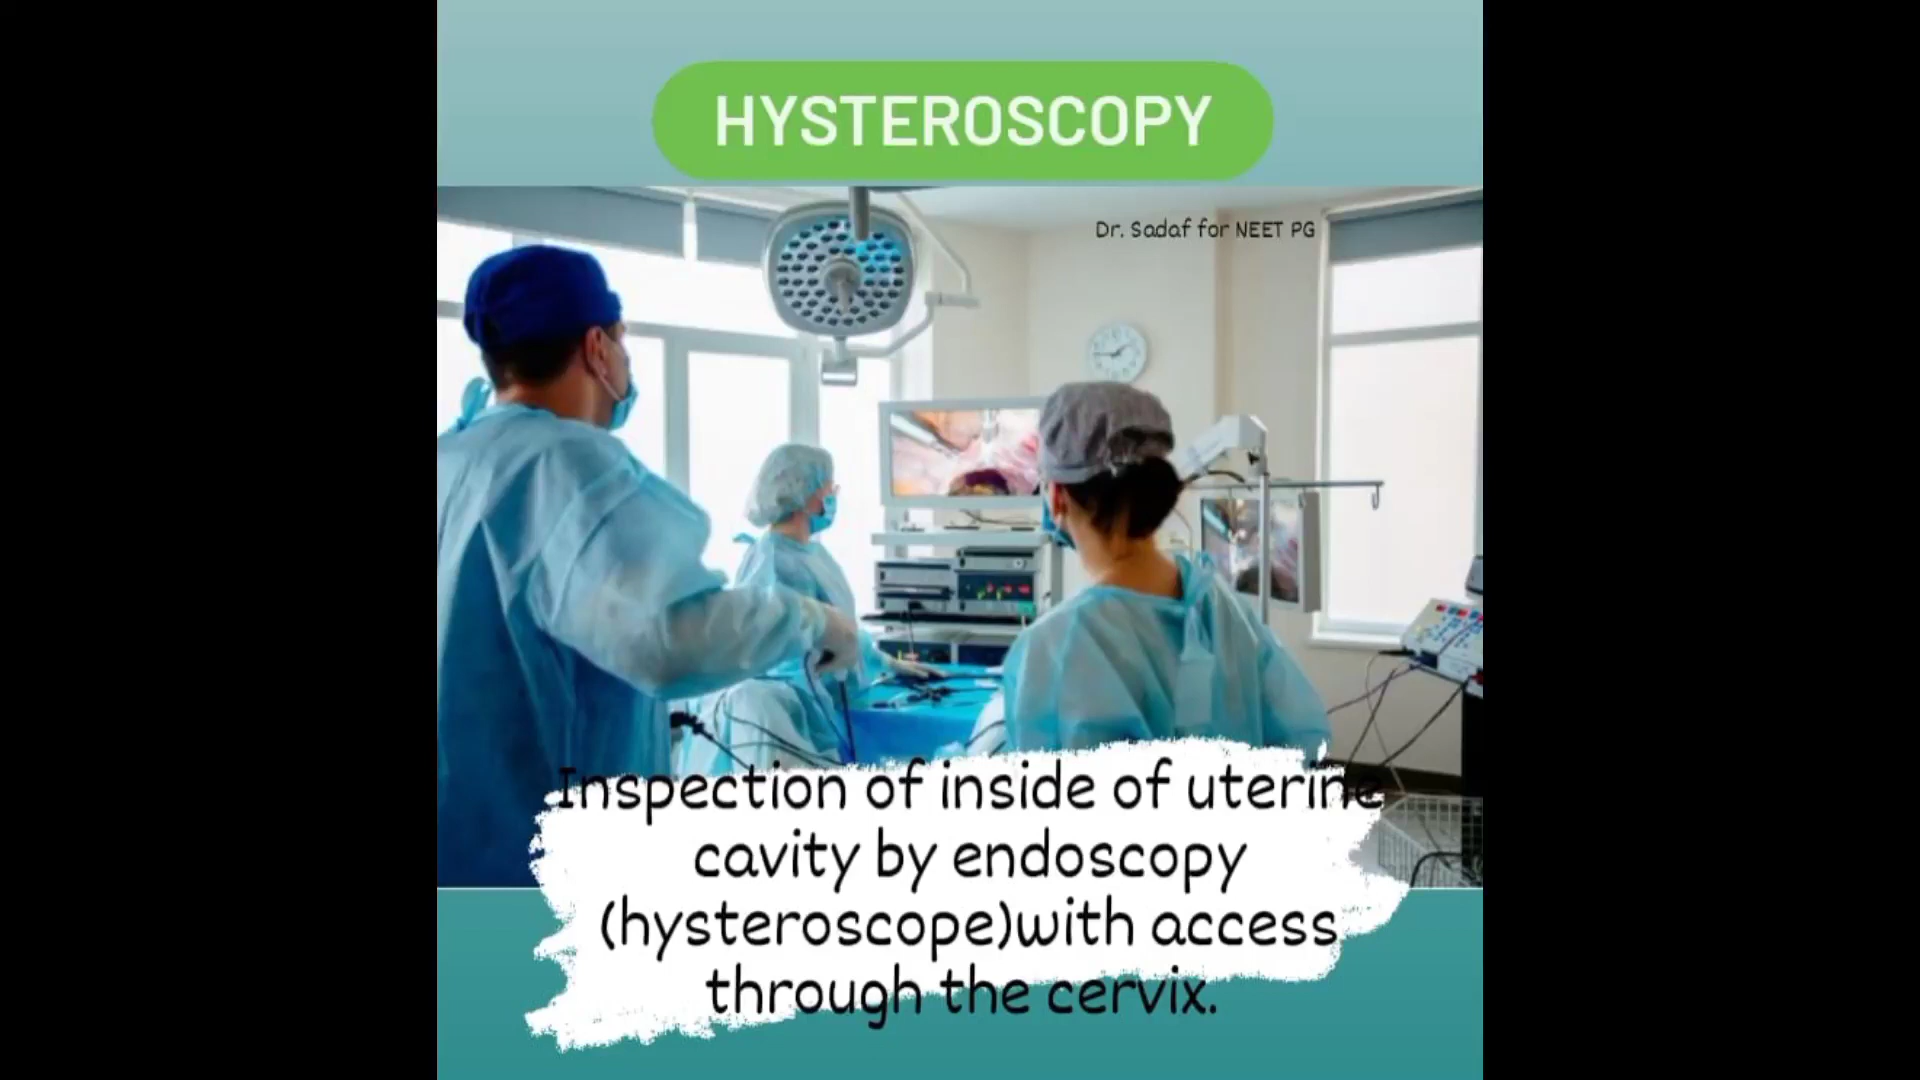 HYSTEROSCOPY
Dr. Sadaf for NEET PG
Inspection of inside of uterine
cavity by endoscopy
(hysteroscope)with access
through the cervix.